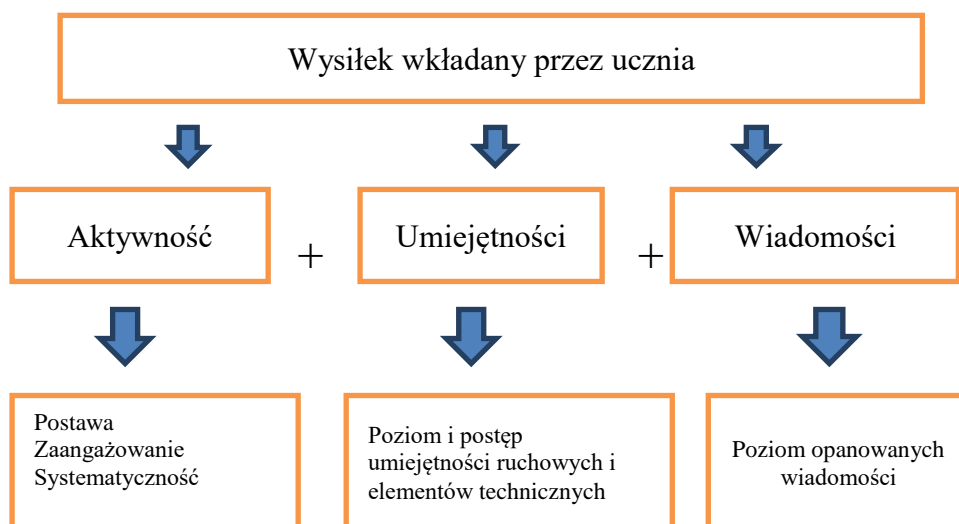 Wysiłek wkładany przez ucznia
Aktywność
+
Umiejętności
+
Wiadomości
Postawa
Zaangażowanie
Systematyczność
Poziom i postęp
umiejętności ruchowych i
elementów technicznych
Poziom opanowanych
wiadomości